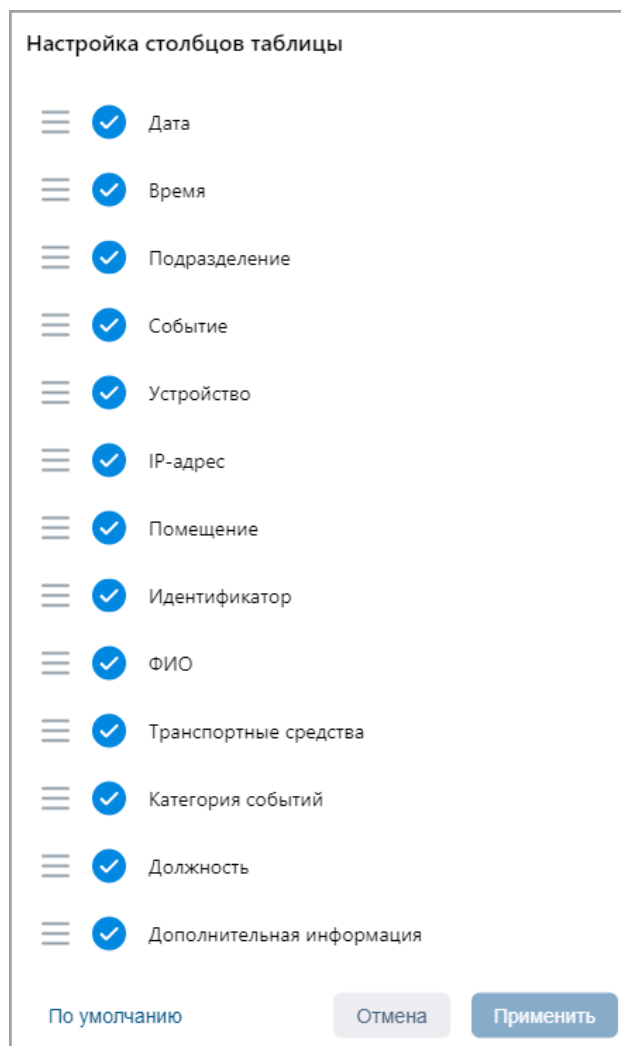 Настройка столбцов таблицы
Дата
Время
Подразделение
Событие
Устройство
IP-адрес
Помещение
Идентификатор
ФИО
Транспортные средства
Категория событий
Должность
Дополнительная информация
По умолчанию Отмена Применить